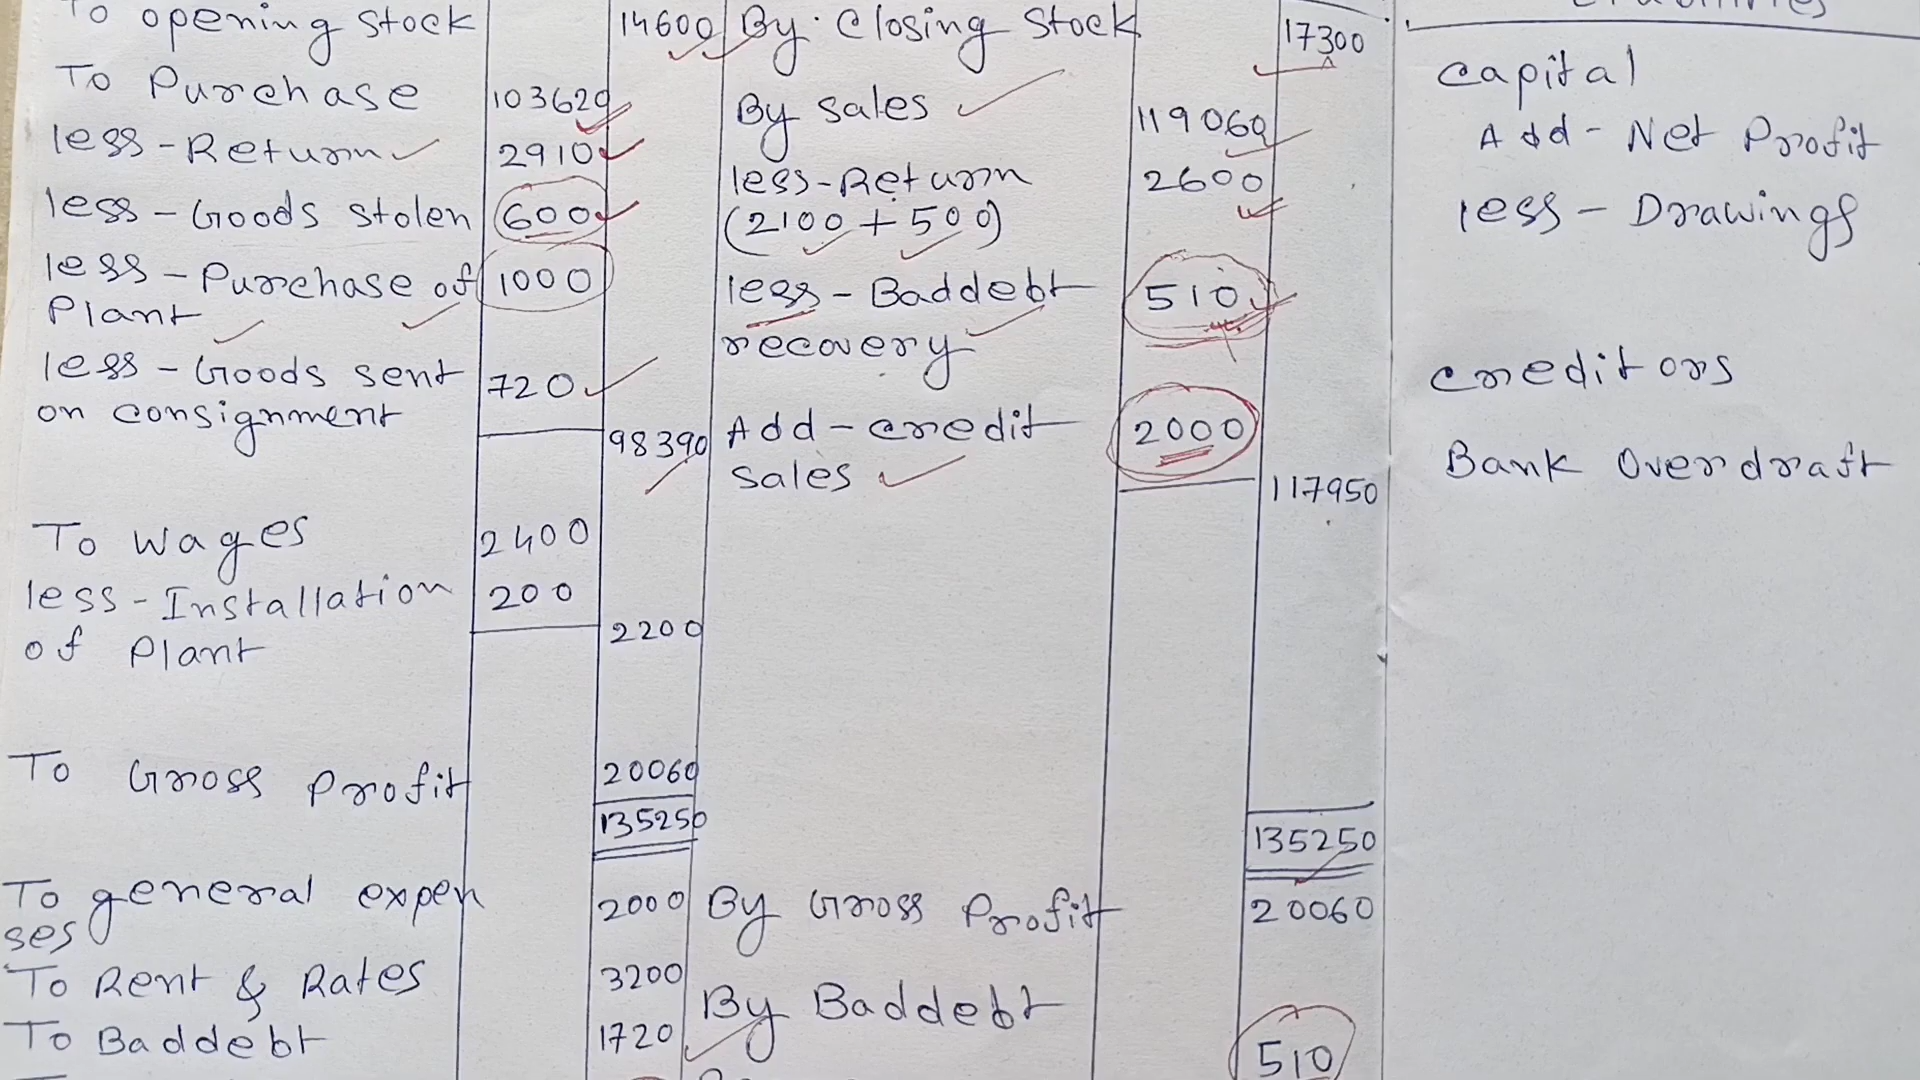 To opening stock 14600 By Closing Stock 17300
To Purchase 103620 By Sales 119060
less - Return 2910 less - Return 2600
(2100 + 500)
less - Goods stolen 600
less - Purchase of 1000 less - Baddebt 510
Plant recovery
less - Goods sent 720
on consignment 98390 Add - credit 2000
sales 117950
To Wages 2400
less - Installation 200
of Plant 2200
To Gross Profit 20060
135250 135250
To general expen 2000 By Gross Profit 20060
ses
To Rent & Rates 3200
To Baddebt 1720 By Baddebt 510
Capital
Add - Net Profit
less - Drawings
creditors
Bank Overdraft